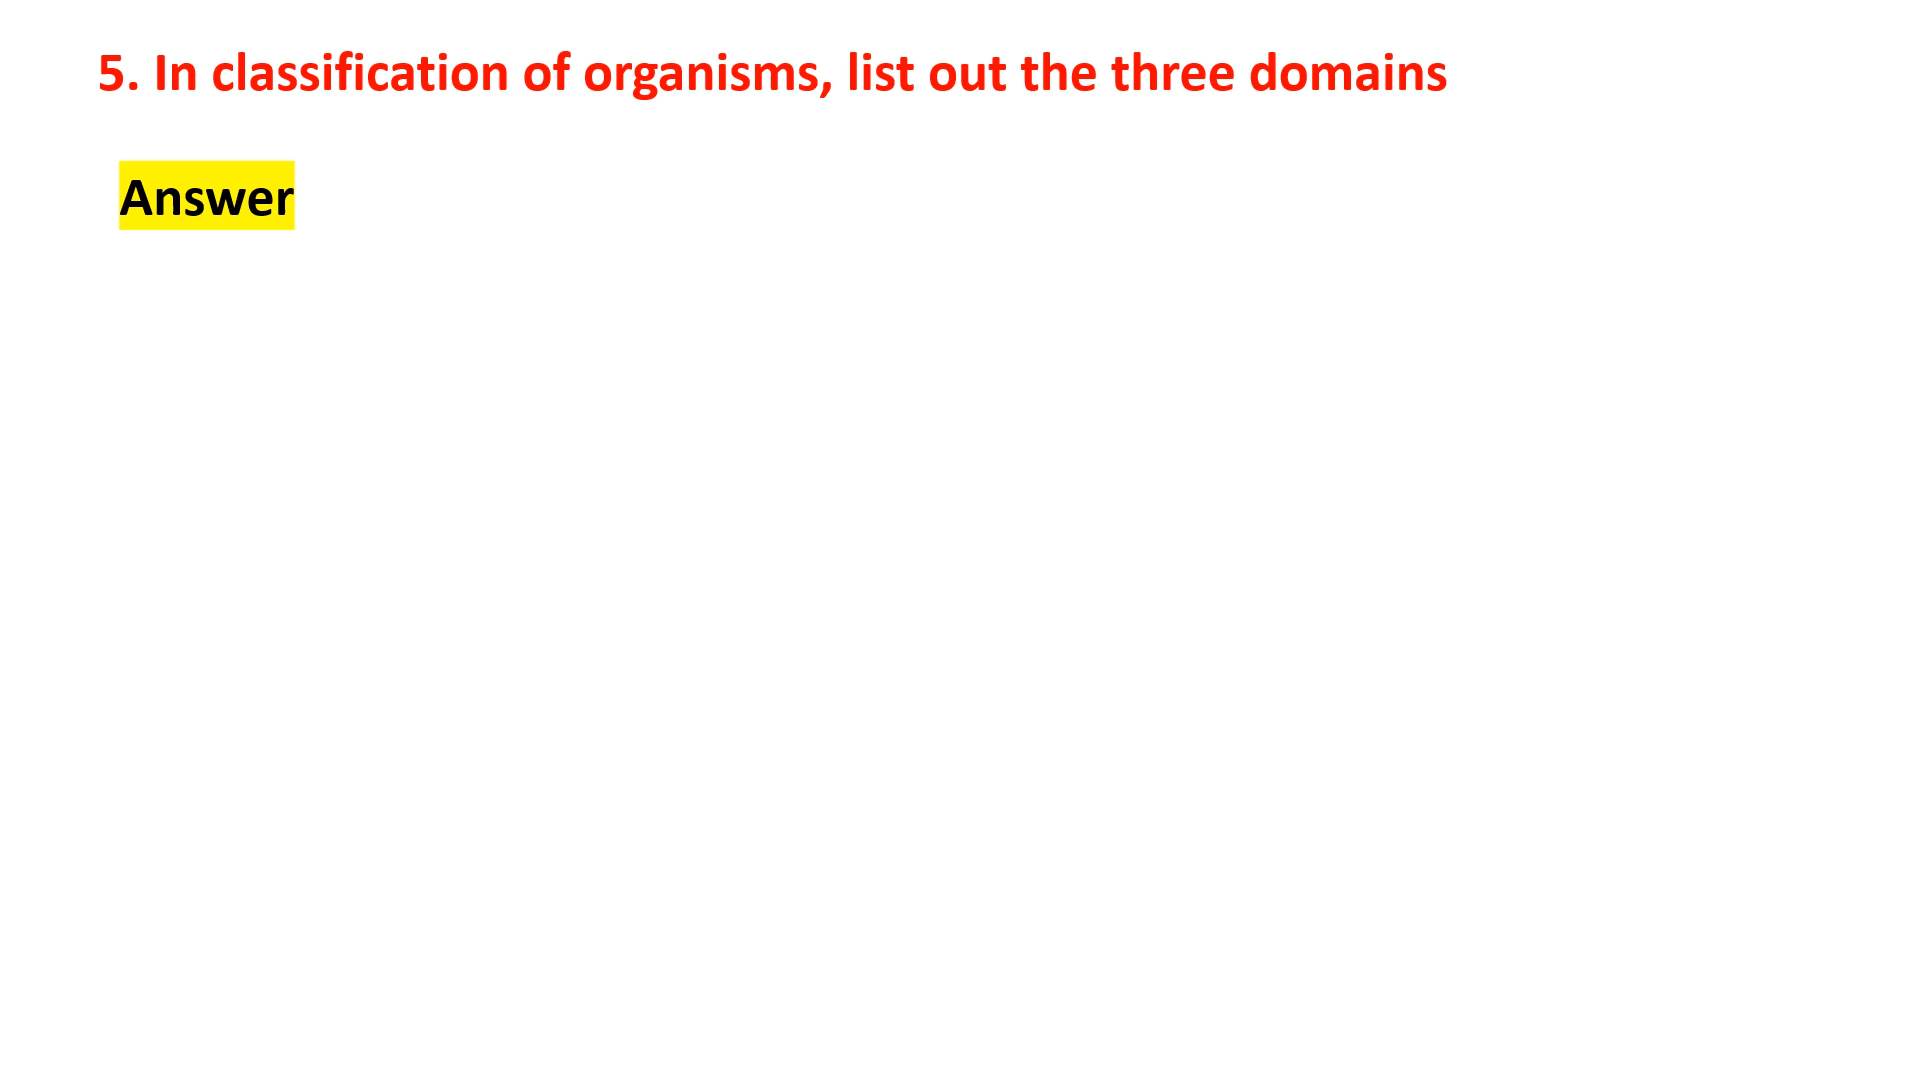 5. In classification of organisms, list out the three domains
Answer